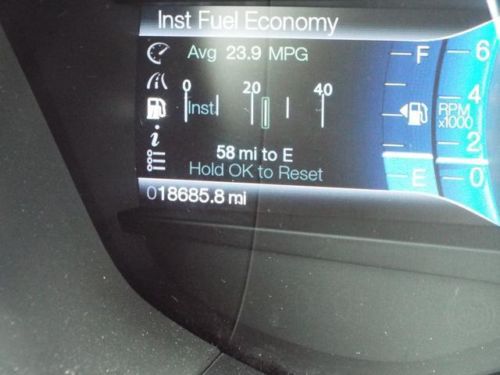 Inst Fuel Economy
Avg 23.9 MPG
0 20 40
Inst
58 mi to E
Hold OK to Reset
018685.8 mi
F
E
6
4
RPM
x1000
2
0
i